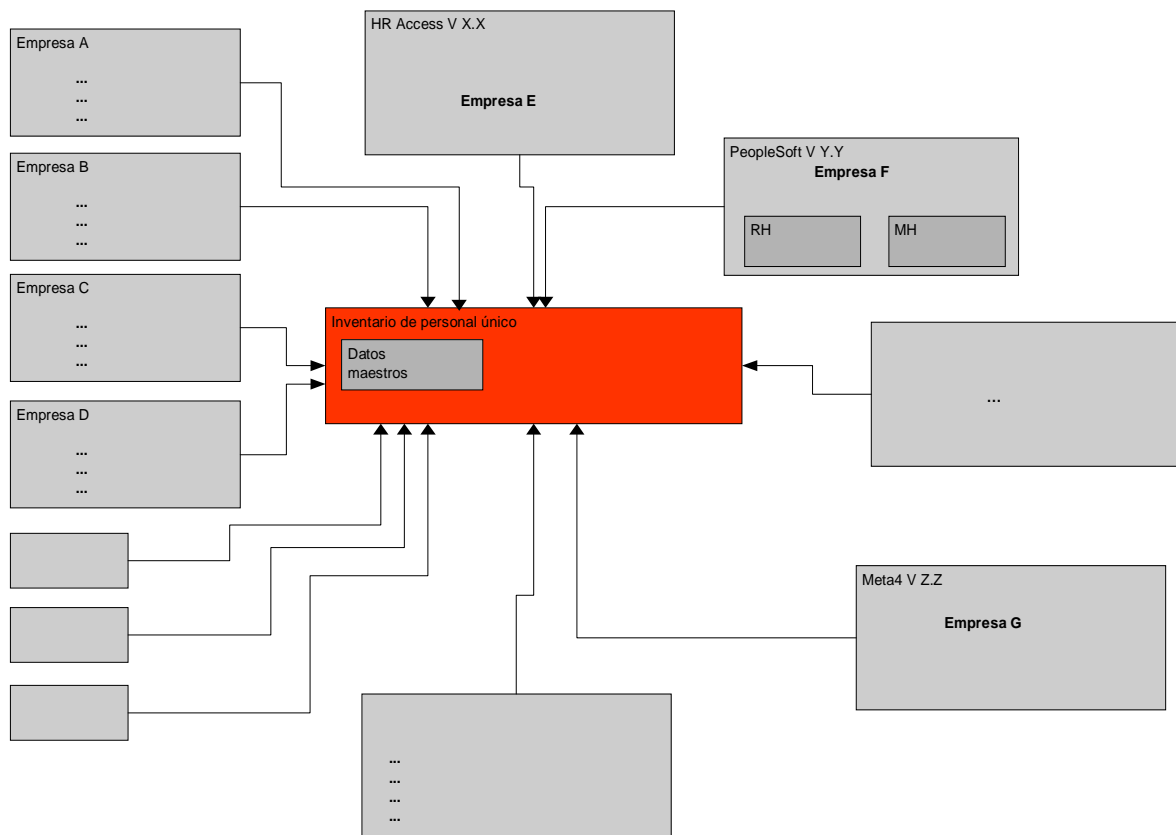 Empresa A
...
...
...
Empresa B
...
...
...
Empresa C
...
...
...
Empresa D
...
...
...
HR Access V X.X
Empresa E
PeopleSoft V Y.Y
Empresa F
RH
MH
Inventario de personal único
Datos
maestros
...
Meta4 V Z.Z
Empresa G
...
...
...
...